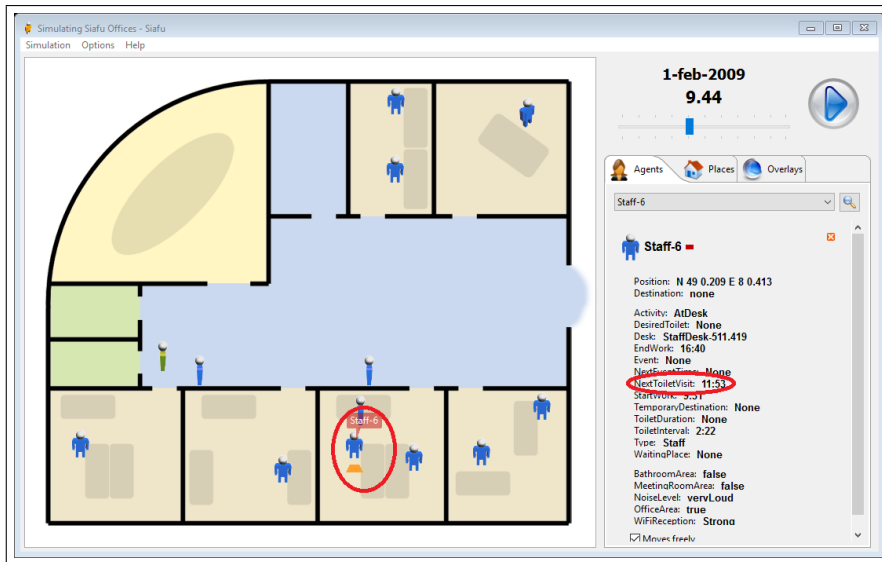 Simulating Siafu Offices - Siafu
Simulation Options Help
1-feb-2009
9.44
Agents Places Overlays
Staff-6
Staff-6
Staff-6
Position: N 49 0.209 E 8 0.413
Destination: none
Activity: AtDesk
DesiredToilet: None
Desk: StaffDesk-511.419
EndWork: 16:40
Event: None
NextEventTime: None
NextToiletVisit: 11:53
StartWork: 9:31
TemporaryDestination: None
ToiletDuration: None
ToiletInterval: 2:22
Type: Staff
WaitingPlace: None
BathroomArea: false
MeetingRoomArea: false
NoiseLevel: veryLoud
OfficeArea: true
WiFiReception: Strong
Moves freely